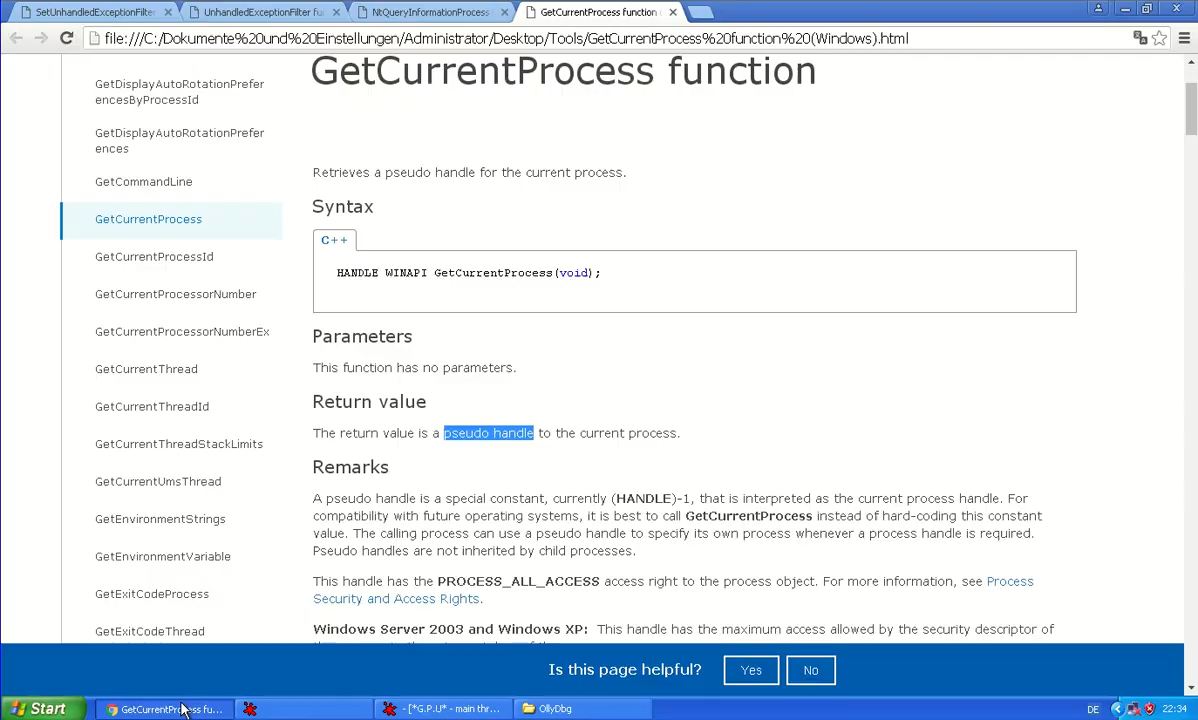 SetUnhandledExceptionFilter
UnhandledExceptionFilter fu
NtQueryInformationProcess
GetCurrentProcess function
file:///C:/Dokumente%20und%20Einstellungen/Administrator/Desktop/Tools/GetCurrentProcess%20function%20(Windows).html
GetCurrentProcess function
GetDisplayAutoRotationPrefer
encesByProcessId
GetDisplayAutoRotationPrefer
ences
GetCommandLine
GetCurrentProcess
GetCurrentProcessId
GetCurrentProcessorNumber
GetCurrentProcessorNumberEx
GetCurrentThread
GetCurrentThreadId
GetCurrentThreadStackLimits
GetCurrentUmsThread
GetEnvironmentStrings
GetEnvironmentVariable
GetExitCodeProcess
GetExitCodeThread
Retrieves a pseudo handle for the current process.
Syntax
C++
HANDLE WINAPI GetCurrentProcess(void);
Parameters
This function has no parameters.
Return value
The return value is a pseudo handle to the current process.
Remarks
A pseudo handle is a special constant, currently (HANDLE)-1, that is interpreted as the current process handle. For
compatibility with future operating systems, it is best to call GetCurrentProcess instead of hard-coding this constant
value. The calling process can use a pseudo handle to specify its own process whenever a process handle is required.
Pseudo handles are not inherited by child processes.
This handle has the PROCESS_ALL_ACCESS access right to the process object. For more information, see Process
Security and Access Rights.
Windows Server 2003 and Windows XP: This handle has the maximum access allowed by the security descriptor of
Is this page helpful?
Yes
No
Start
GetCurrentProcess fu...
- [*G.P.U* - main thr...
OllyDbg
DE
22:34